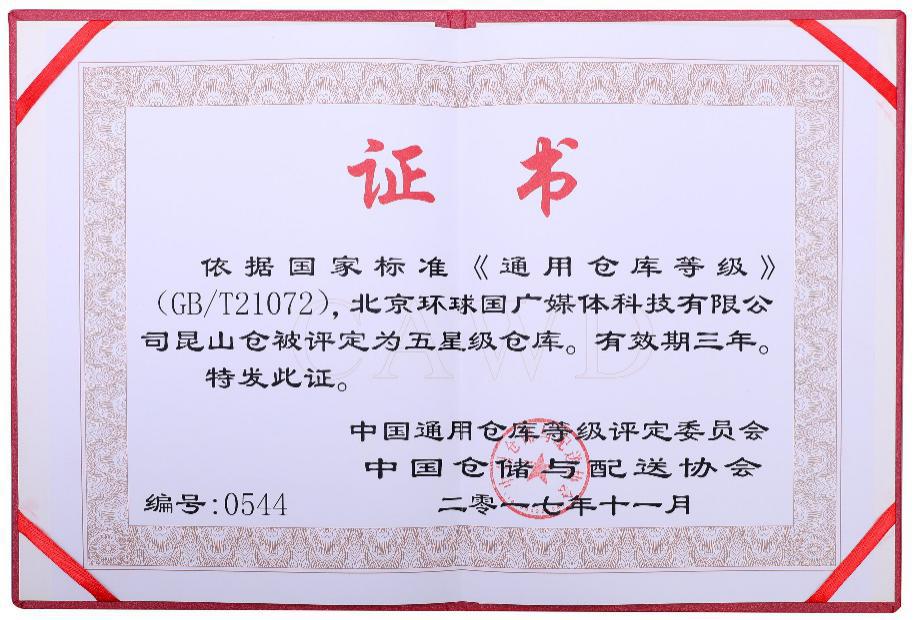 证书
依据国家标准《通用仓库等级》
(GB/T21072),北京环球国广媒体科技有限公
司昆山仓被评定为五星级仓库。有效期三年。
特发此证。
CAWD
中国通用仓库等级评定委员会
中国仓储与配送协会
编号:0544
二零一七年十一月